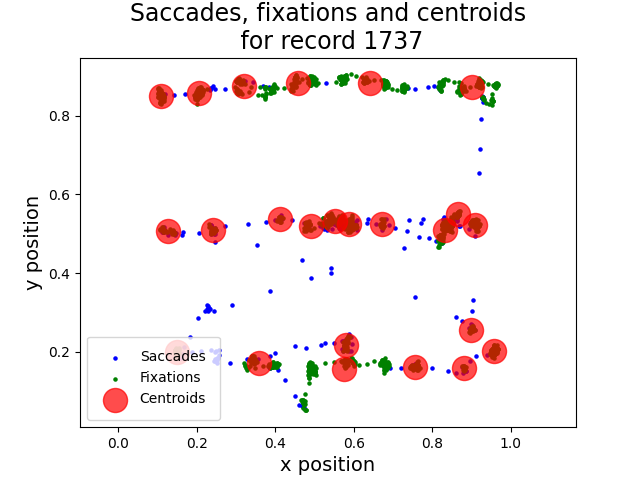 Saccades, fixations and centroids
for record 1737
y position
0.8
0.6
0.4
0.2
Saccades
Fixations
Centroids
0.0
0.2
0.4
0.6
0.8
1.0
x position